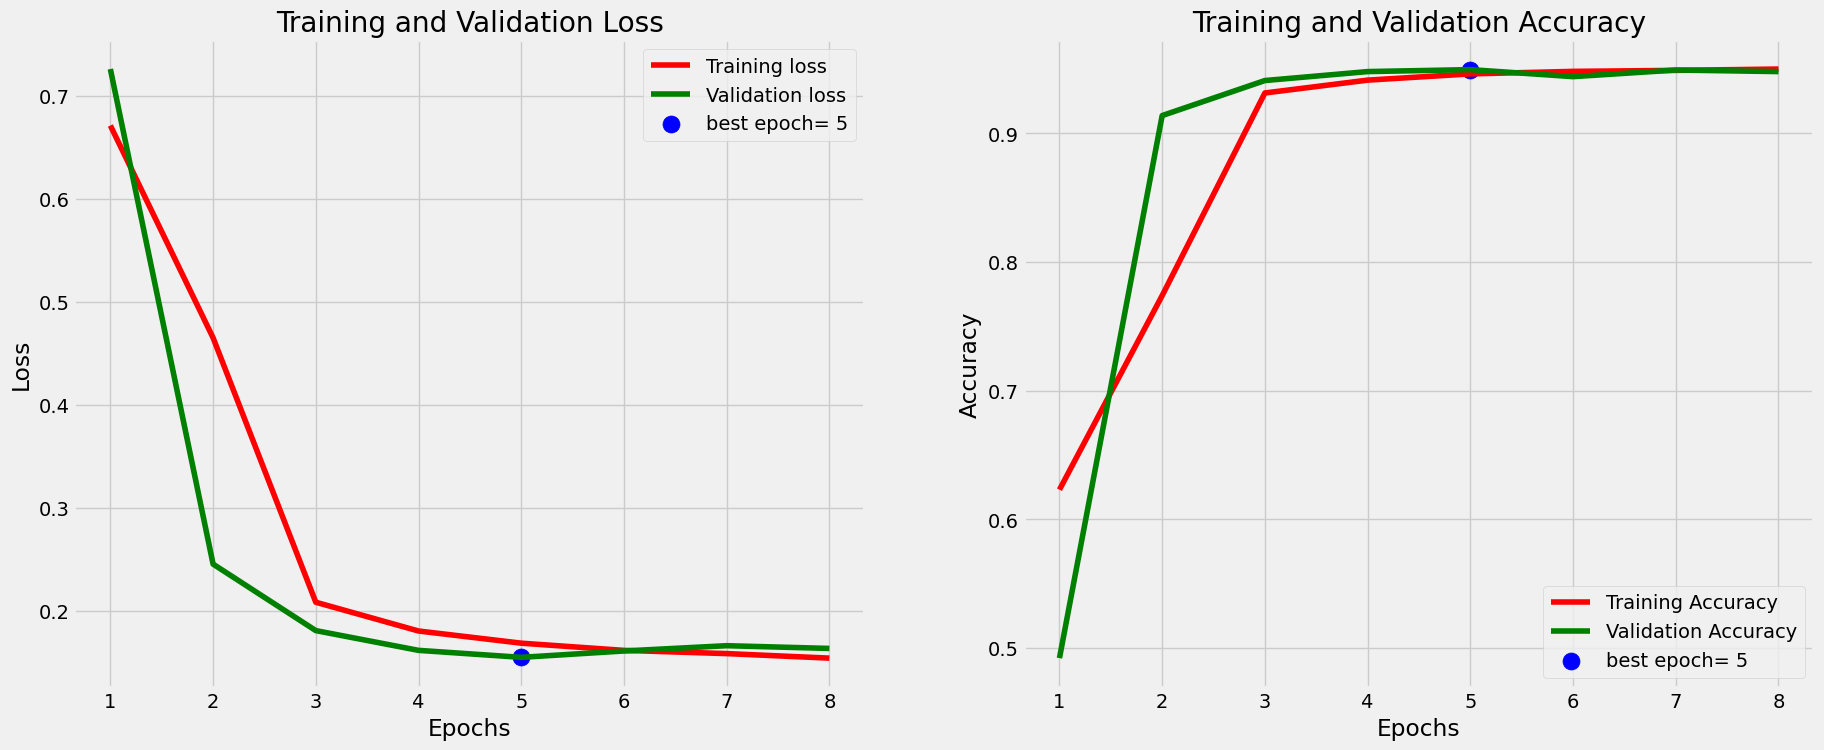 Training and Validation Loss
Training loss
Validation loss
best epoch= 5
0.7
0.6
0.5
0.4
0.3
0.2
Loss
1 2 3 4 5 6 7 8
Epochs
Training and Validation Accuracy
0.9
0.8
0.7
0.6
0.5
Accuracy
Training Accuracy
Validation Accuracy
best epoch= 5
1 2 3 4 5 6 7 8
Epochs